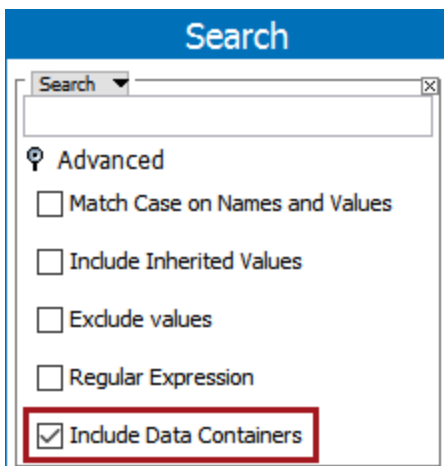 Search
Search
Advanced
Match Case on Names and Values
Include Inherited Values
Exclude values
Regular Expression
Include Data Containers